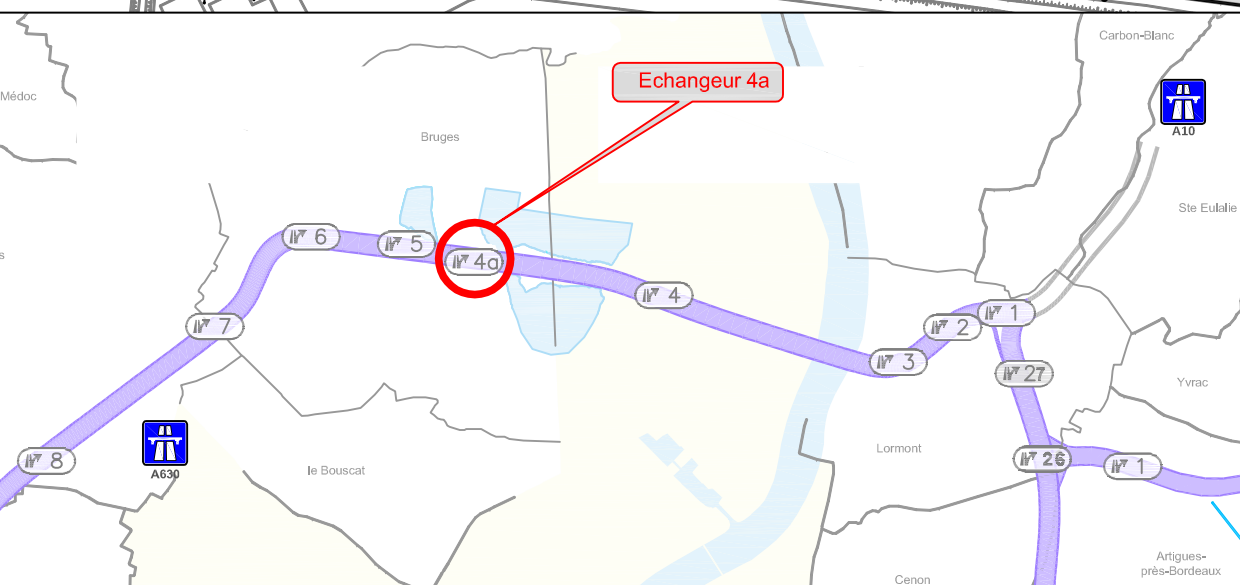 Carbon-Blanc
Echangeur 4a
Médoc
A10
Bruges
Ste Eulalie
s
6
5
4a
4
7
2
1
3
27
Yvrac
8
A630
le Bouscat
Lormont
26
1
Artigues-
près-Bordeaux
Cenon